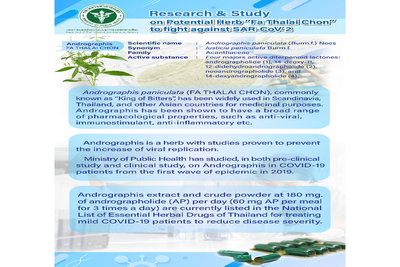 Research & Study
on Potential Herb "Fa Thalai Chon"
to fight against SAR-CoV-2
Andrographis
FA THALAI CHON
Scientific name : Andrographis paniculata (Burm.f.) Nees
Synonym : Justicia paniculata Burm.f.
Family : Acanthaceae
Active substance : Four majors active diterpenoid lactones:
andrographolide (1), 14-deoxy-11,
12-didehydroandrographolide (2),
neoandrographolide (3), and
14-deoxyandrographolide (4).
Andrographis paniculata (FA THALAI CHON), commonly
known as "King of Bitters", has been widely used in Scandinavia,
Thailand, and other Asian countries for medicinal purposes.
Andrographis has been shown to have a broad range
of pharmacological properties, such as anti-viral,
immunostimulant, anti-inflammatory etc.
Andrographis is a herb with studies proven to prevent
the increase of viral replication.
Ministry of Public Health has studied, in both pre-clinical
study and clinical study, on Andrographis in COVID-19
patients from the first wave of epidemic in 2019.
Andrographis extract and crude powder at 180 mg.
of andrographolide (AP) per day (60 mg AP per meal
for 3 times a day) are currently listed in the National
List of Essential Herbal Drugs of Thailand for treating
mild COVID-19 patients to reduce disease severity.